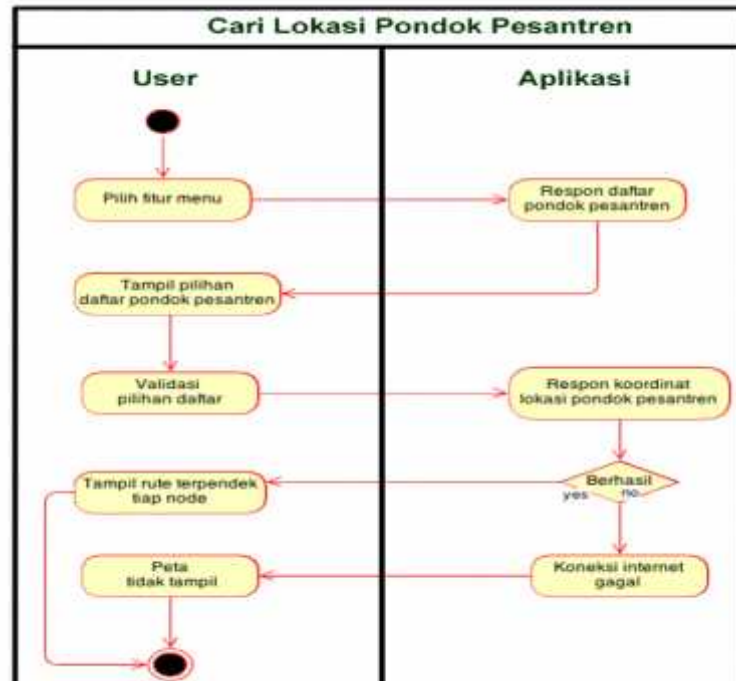 Cari Lokasi Pondok Pesantren
User
Aplikasi
Pilih fitur menu
Respon daftar
pondok pesantren
Tampil pilihan
daftar pondok pesantren
Validasi
pilihan daftar
Respon koordinat
lokasi pondok pesantren
Tampil rute terpendek
tiap node
Berhasil
yes
no
Peta
tidak tampil
Koneksi internet
gagal